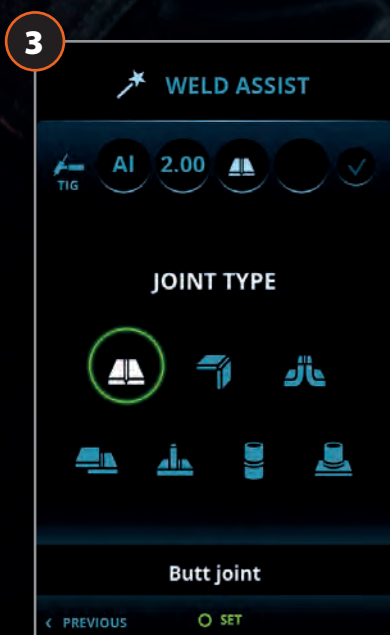 3
WELD ASSIST
TIG
Al
2.00
JOINT TYPE
Butt joint
< PREVIOUS
SET